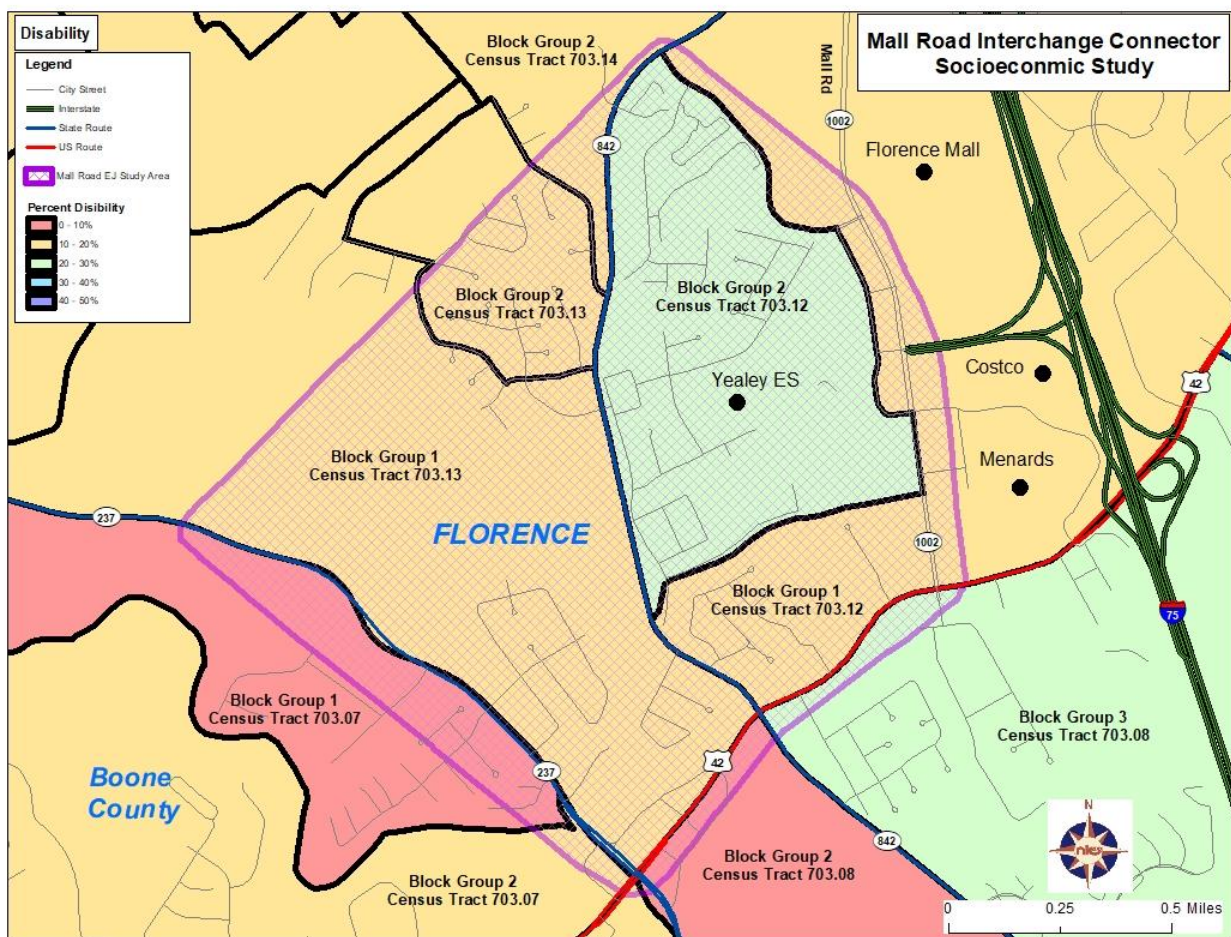 Disability
Legend
City Street
Interstate
State Route
US Route
Mall Road EJ Study Area
Percent Disibility
0 - 10%
10 - 20%
20 - 30%
30 - 40%
40 - 50%
Mall Road Interchange Connector
Socioeconmic Study
Block Group 2
Census Tract 703.14
Mall Rd
1002
842
Florence Mall
Block Group 2
Census Tract 703.13
Block Group 2
Census Tract 703.12
Costco
42
Yealey ES
Block Group 1
Census Tract 703.13
Menards
237
FLORENCE
1002
Block Group 1
Census Tract 703.12
75
Block Group 1
Census Tract 703.07
Block Group 3
Census Tract 703.08
Boone
County
237
42
N
842
Block Group 2
Census Tract 703.08
Block Group 2
Census Tract 703.07
0 0.25 0.5 Miles